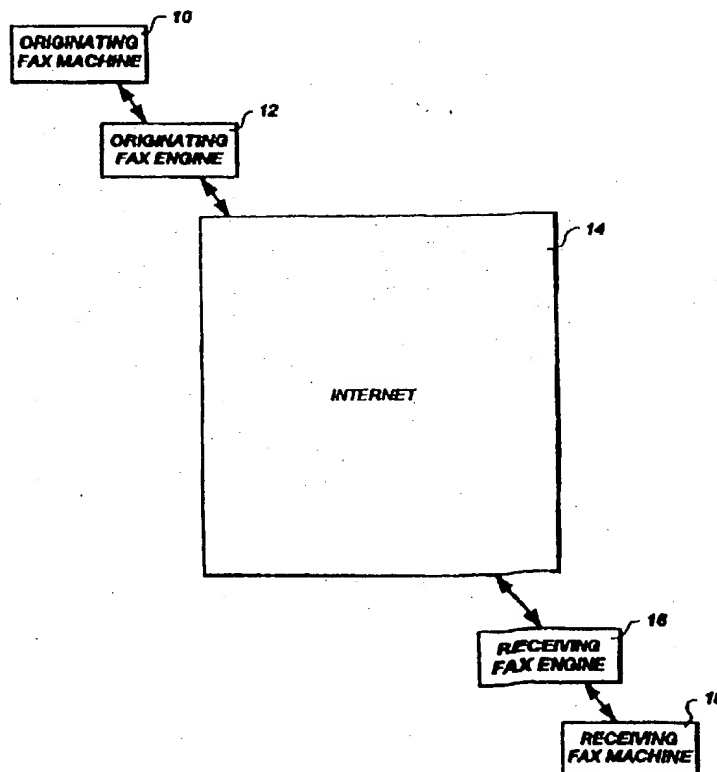 10
ORIGINATING
FAX MACHINE
12
ORIGINATING
FAX ENGINE
14
INTERNET
16
RECEIVING
FAX ENGINE
RECEIVING
FAX MACHINE